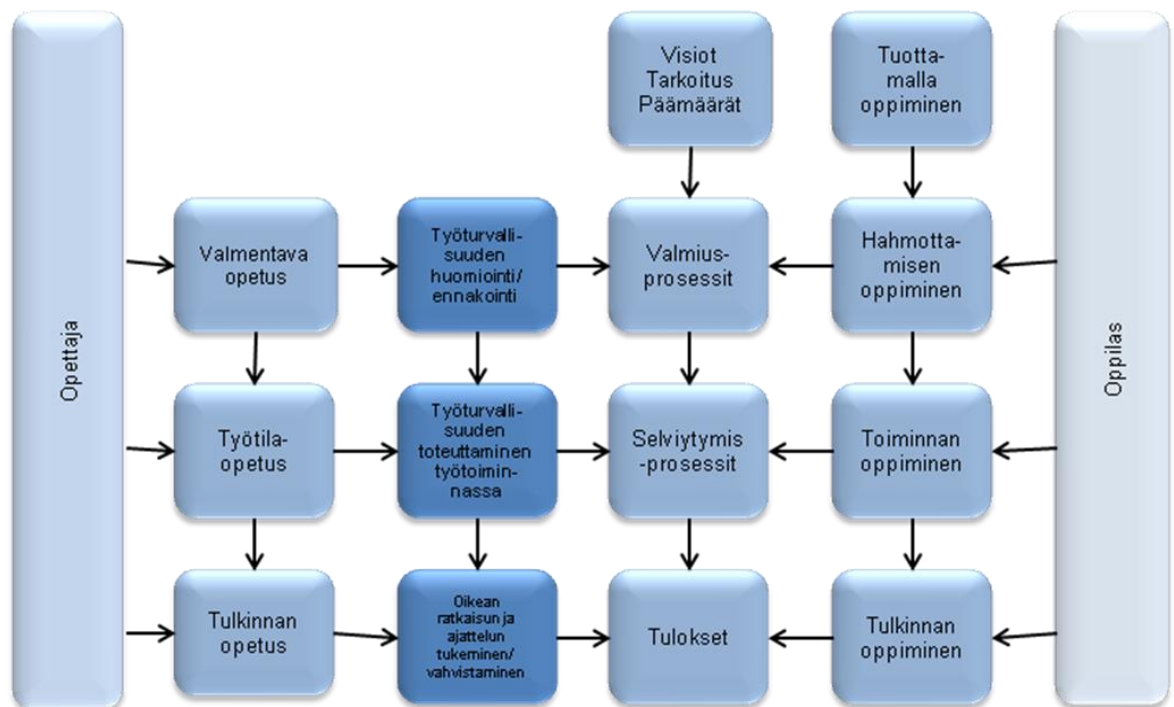 Opettaja
Visiot
Tarkoitus
Päämäärät
Tuotta-
malla
oppiminen
Valmentava
opetus
Työturvalli-
suuden
huomiointi/
ennakointi
Valmius-
prosessit
Hahmotta-
misen
oppiminen
Työtila-
opetus
Työturvalli-
suuden
toteuttaminen
työtoimin-
nassa
Selviytymis
-prosessit
Toiminnan
oppiminen
Tulkinnan
opetus
Oikean
ratkaisun ja
ajattelun
tukeminen/
vahvistaminen
Tulokset
Tulkinnan
oppiminen
Oppilas